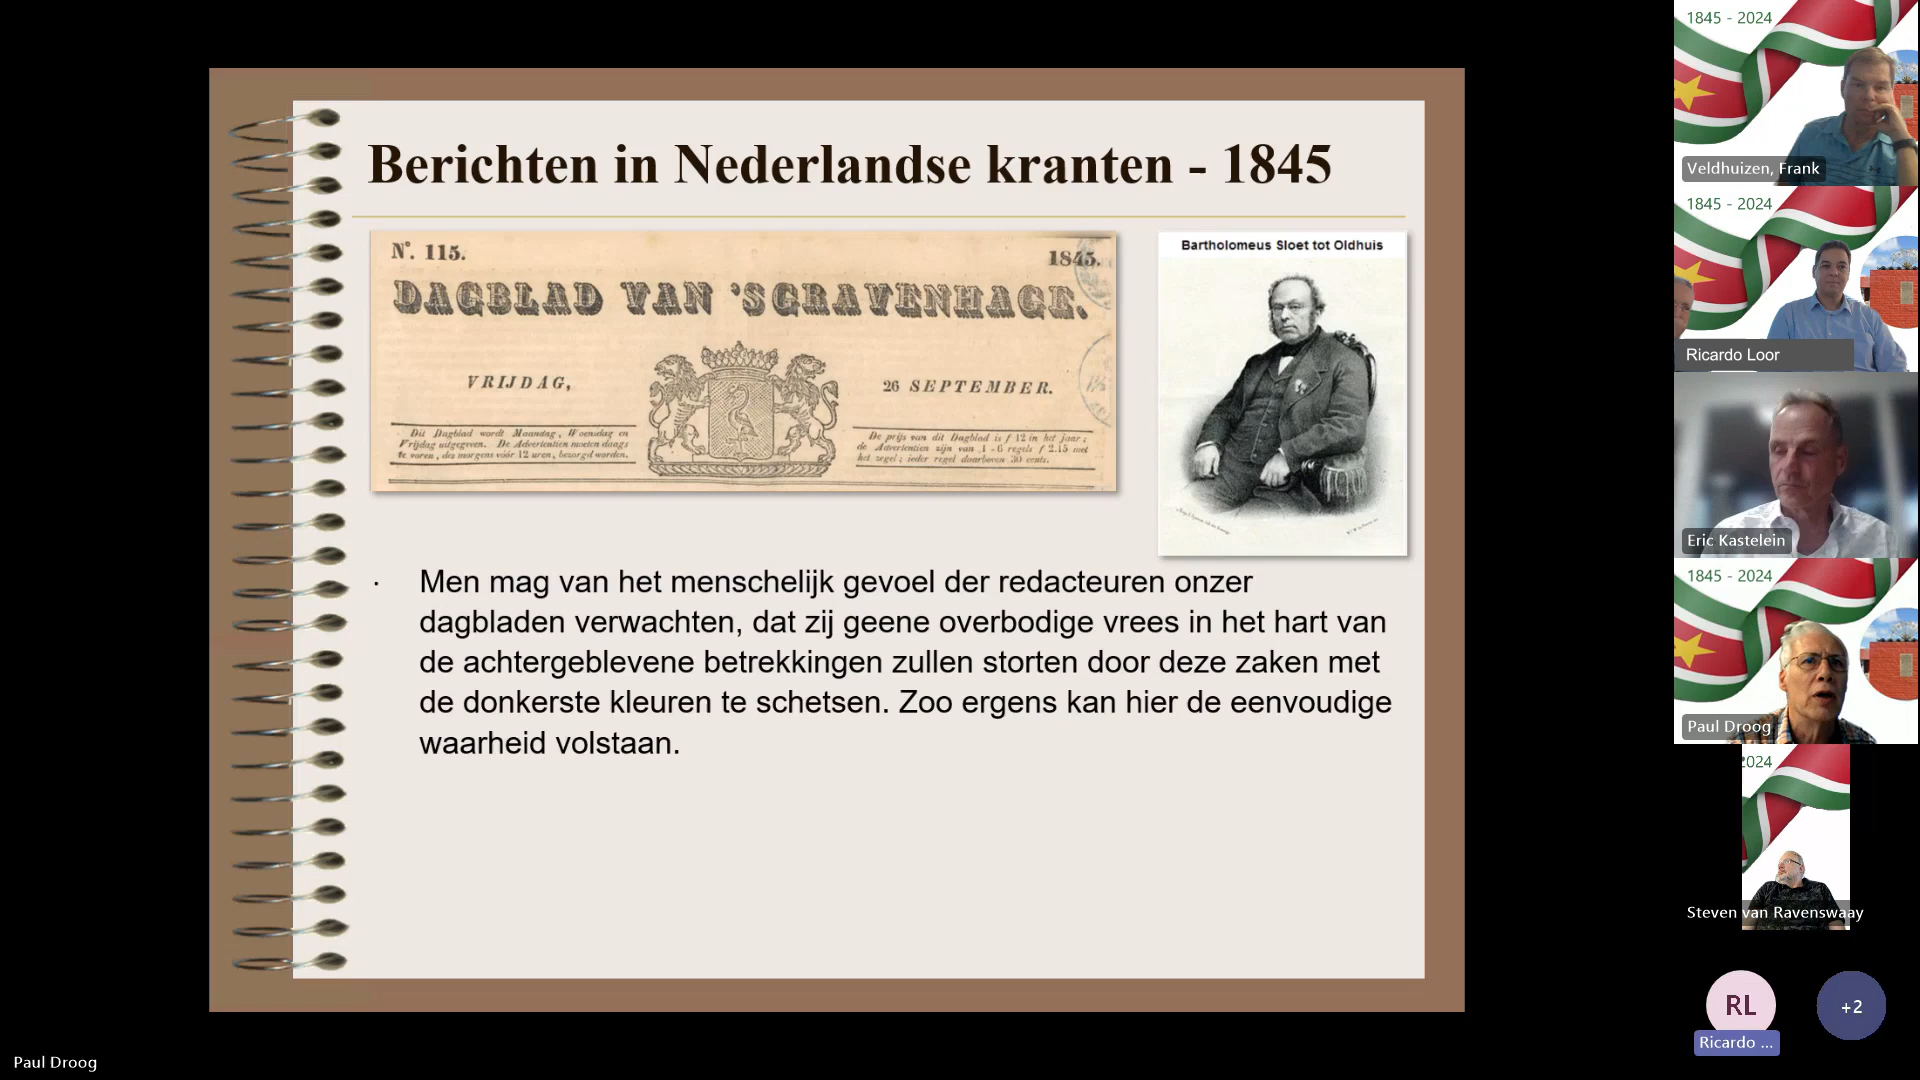 Berichten in Nederlandse kranten - 1845
Nº. 115.
1845.
DAGBLAD VAN 'SGRAVENHAGE.
VRIJDAG,
26 SEPTEMBER.
Dit Dagblad wordt Maandag, Woensdag en
Vrijdag uitgegeven. De Advertentien moeten daags
te voren, des morgens vóór 12 uren, bezorgd worden.
De prijs van dit Dagblad is f 12 in het jaar;
de Advertentien zijn van 1-6 regels f 2.15 met
het zegel; ieder regel daarboven 30 cents.
Bartholomeus Sloet tot Oldhuis
· Men mag van het menschelijk gevoel der redacteuren onzer
dagbladen verwachten, dat zij geene overbodige vrees in het hart van
de achtergeblevene betrekkingen zullen storten door deze zaken met
de donkerste kleuren te schetsen. Zoo ergens kan hier de eenvoudige
waarheid volstaan.
1845 - 2024
Veldhuizen, Frank
1845 - 2024
Ricardo Loor
Eric Kastelein
1845 - 2024
Paul Droog
2024
Steven van Ravenswaay
RL
+2
Ricardo ...
Paul Droog